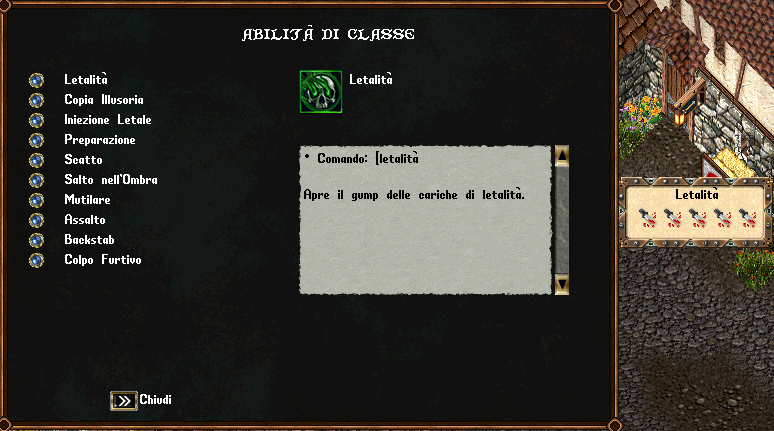 ABILITÀ DI CLASSE
Letalità
Copia Illusoria
Iniezione Letale
Preparazione
Scatto
Salto nell'Ombra
Mutilare
Assalto
Backstab
Colpo Furtivo
Chiudi
Letalità
• Comando: [letalità
Apre il gump delle cariche di letalità.
Letalità